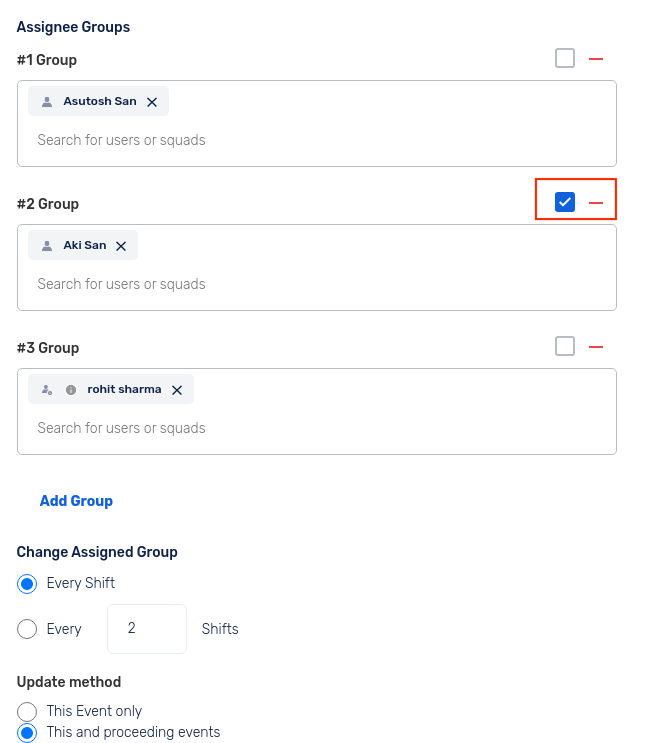 Assignee Groups
#1 Group
Asutosh San
Search for users or squads
#2 Group
Aki San
Search for users or squads
#3 Group
rohit sharma
Search for users or squads
Add Group
Change Assigned Group
Every Shift
Every 2 Shifts
Update method
This Event only
This and proceeding events